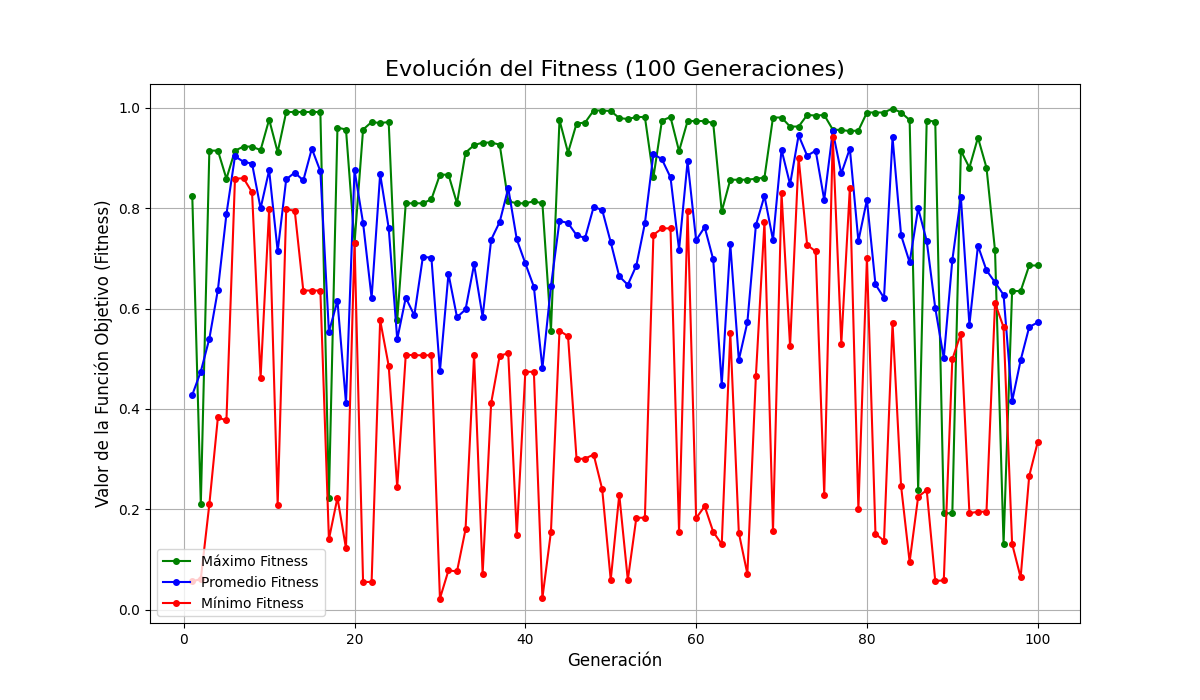 Evolución del Fitness (100 Generaciones)
Valor de la Función Objetivo (Fitness)
1.0
0.8
0.6
0.4
0.2
0.0
Máximo Fitness
Promedio Fitness
Mínimo Fitness
0 20 40 60 80 100
Generación